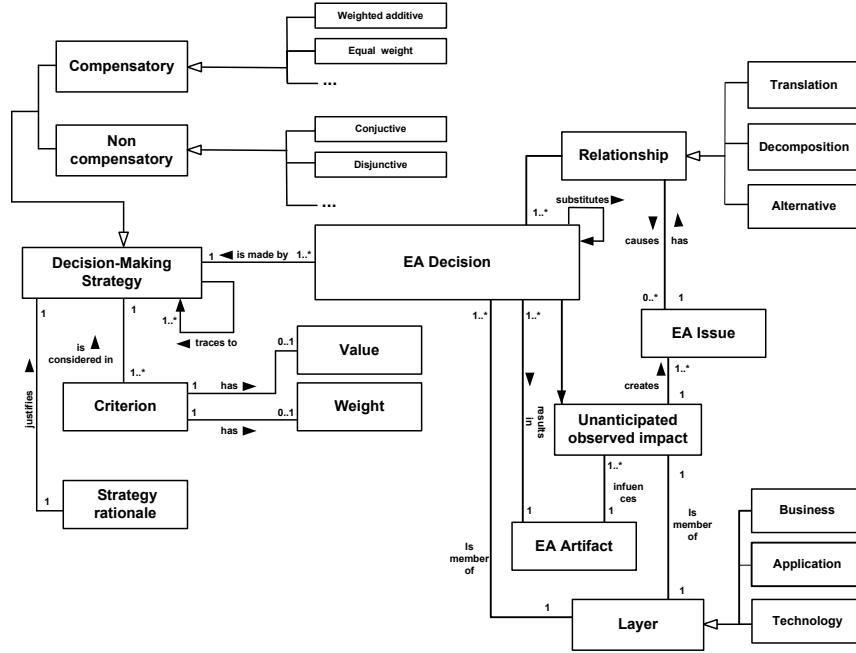 Weighted additive
Compensatory
Equal weight
...
Translation
Conjuctive
Non
compensatory
Disjunctive
Relationship
Decomposition
...
substitutes
1..*
Alternative
causes
has
1
is made by
1..*
EA Decision
Decision-Making
Strategy
1..*
traces to
1
1
1..*
1..*
0..*
1
EA Issue
is
considered in
0..1
Value
1..*
1
has
creates
1..*
1
Criterion
1
0..1
Weight
has
justifies
results
in
Unanticipated
observed impact
1..*
1
infuen
ces
1
Strategy
rationale
1
1
1
EA Artifact
Is
member
of
Is
member
of
Business
Application
1
1
Layer
Technology